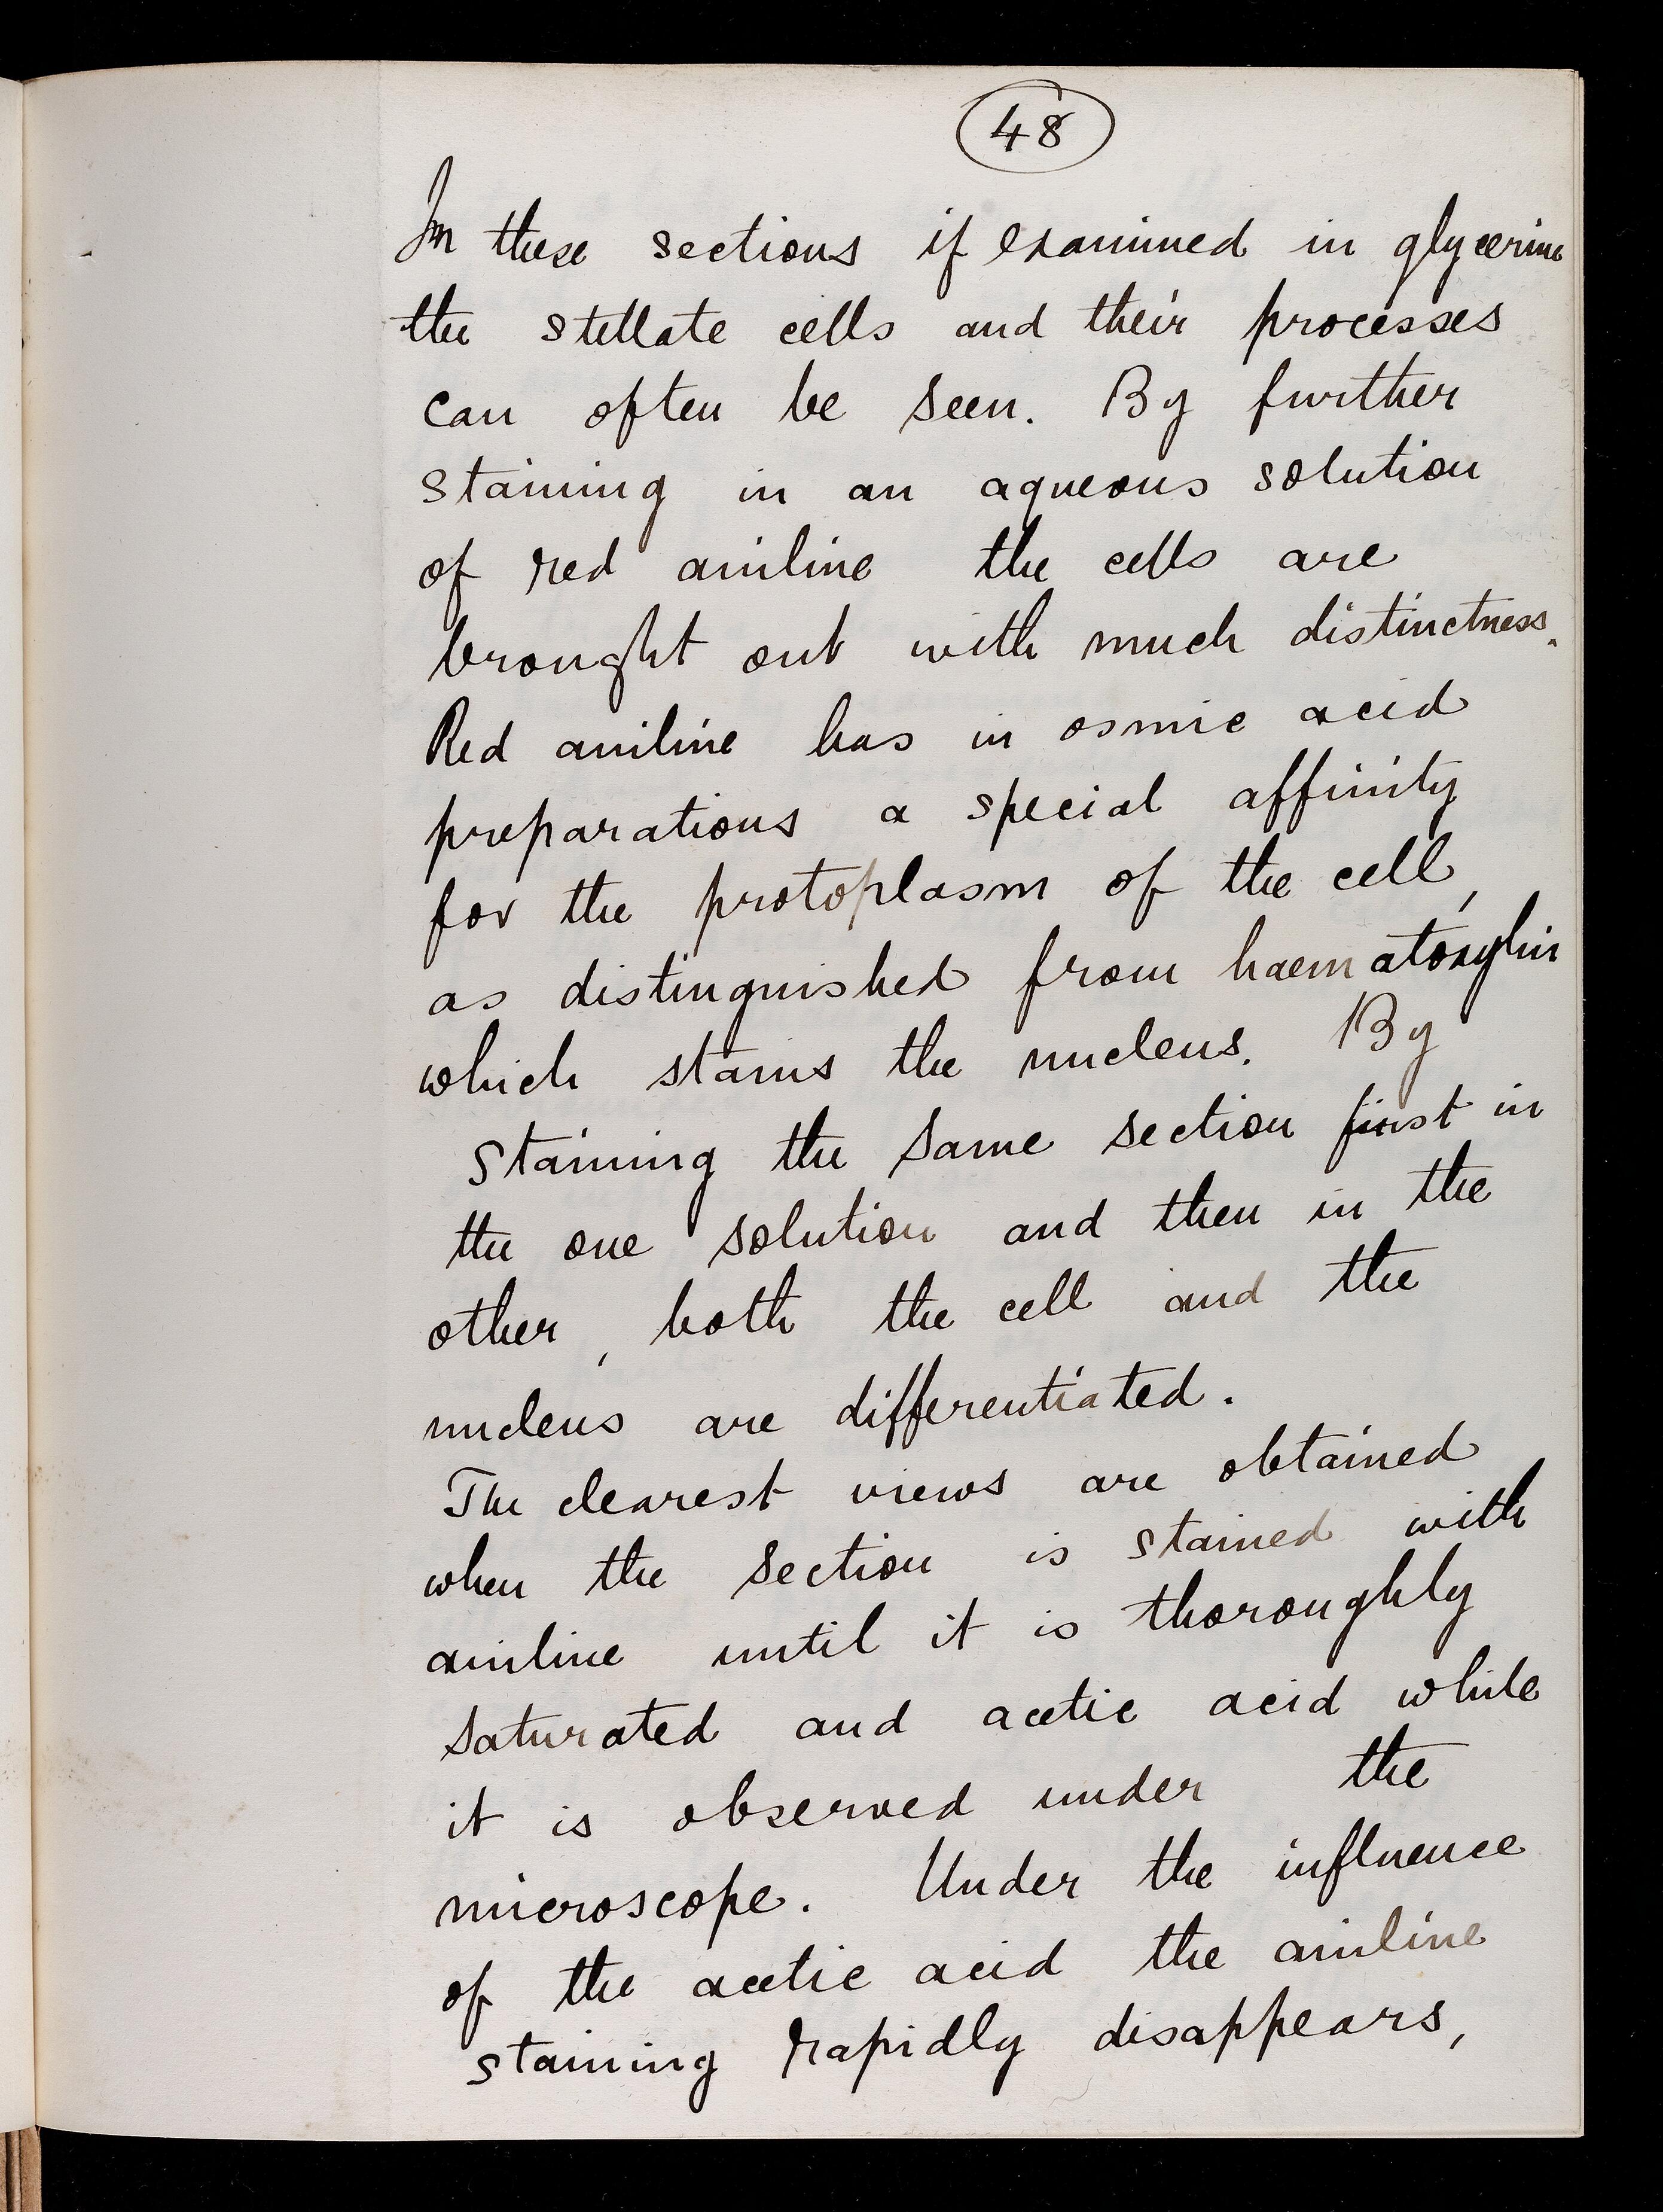 48
In these sections if examined in glycerine
the stellate cells and their processes
can often be seen. By further
staining in an aqueous solution
of red aniline the cells are
brought out with much distinctness.
Red aniline has in osmic acid
preparations a special affinity
for the protoplasm of the cell,
as distinguished from haematoxylin
which stains the nucleus. By
staining the same section first in
the one solution and then in the
other, both the cell and the
nucleus are differentiated.
The clearest views are obtained
when the section is stained with
aniline until it is thoroughly
saturated and acetic acid while
it is observed under the
microscope. Under the influence
of the acetic acid the aniline
staining rapidly disappears,